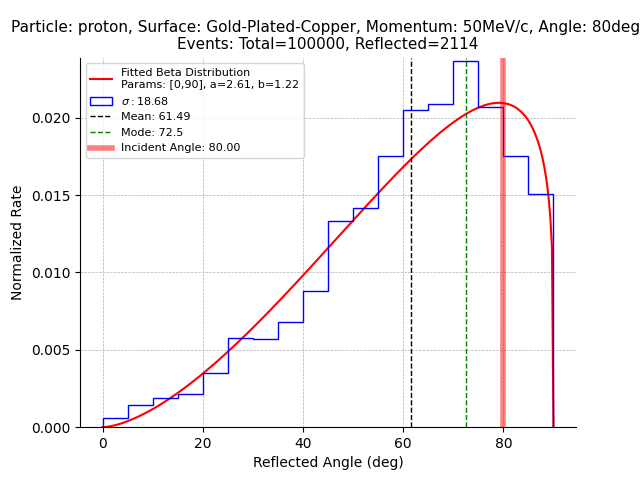 Particle: proton, Surface: Gold-Plated-Copper, Momentum: 50MeV/c, Angle: 80deg
Events: Total=100000, Reflected=2114
Fitted Beta Distribution
Params: [0,90], a=2.61, b=1.22
σ: 18.68
Mean: 61.49
Mode: 72.5
Incident Angle: 80.00
Normalized Rate
0.020
0.015
0.010
0.005
0.000
0
20
40
60
80
Reflected Angle (deg)